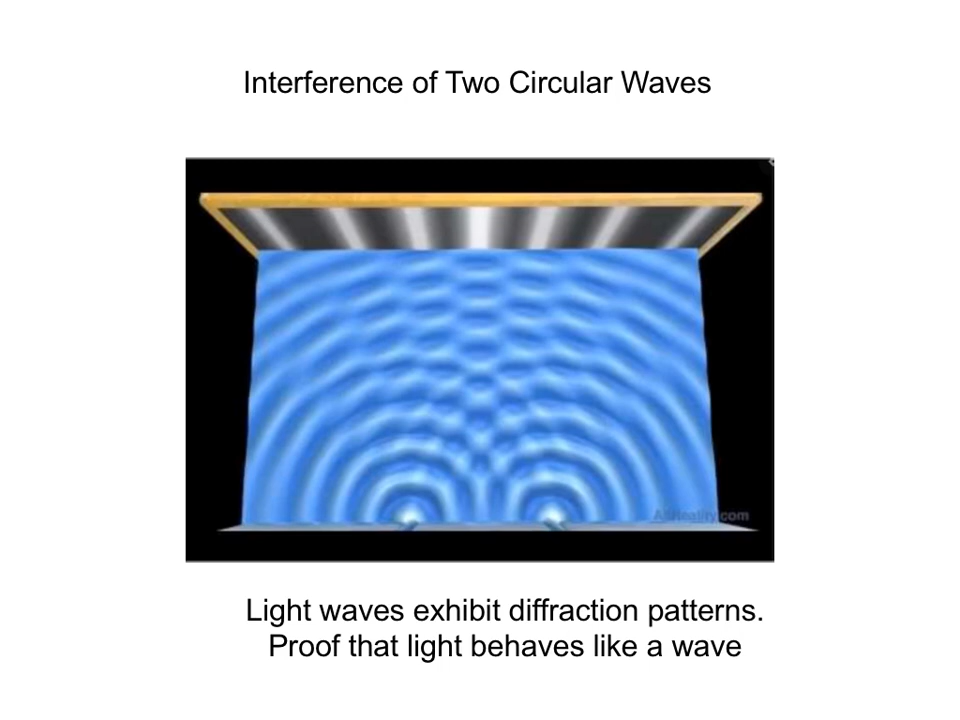 Interference of Two Circular Waves
Light waves exhibit diffraction patterns.
Proof that light behaves like a wave